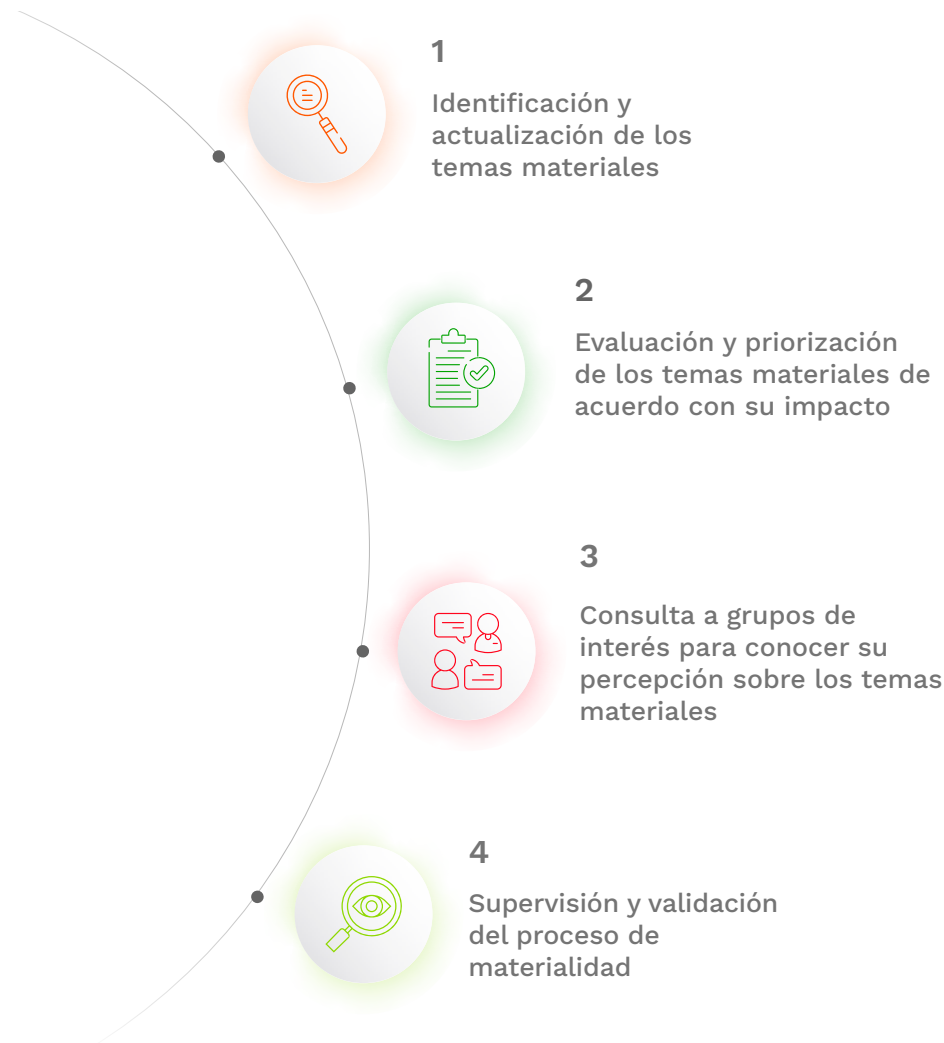 1
Identificación y
actualización de los
temas materiales
2
Evaluación y priorización
de los temas materiales de
acuerdo con su impacto
3
Consulta a grupos de
interés para conocer su
percepción sobre los temas
materiales
4
Supervisión y validación
del proceso de
materialidad